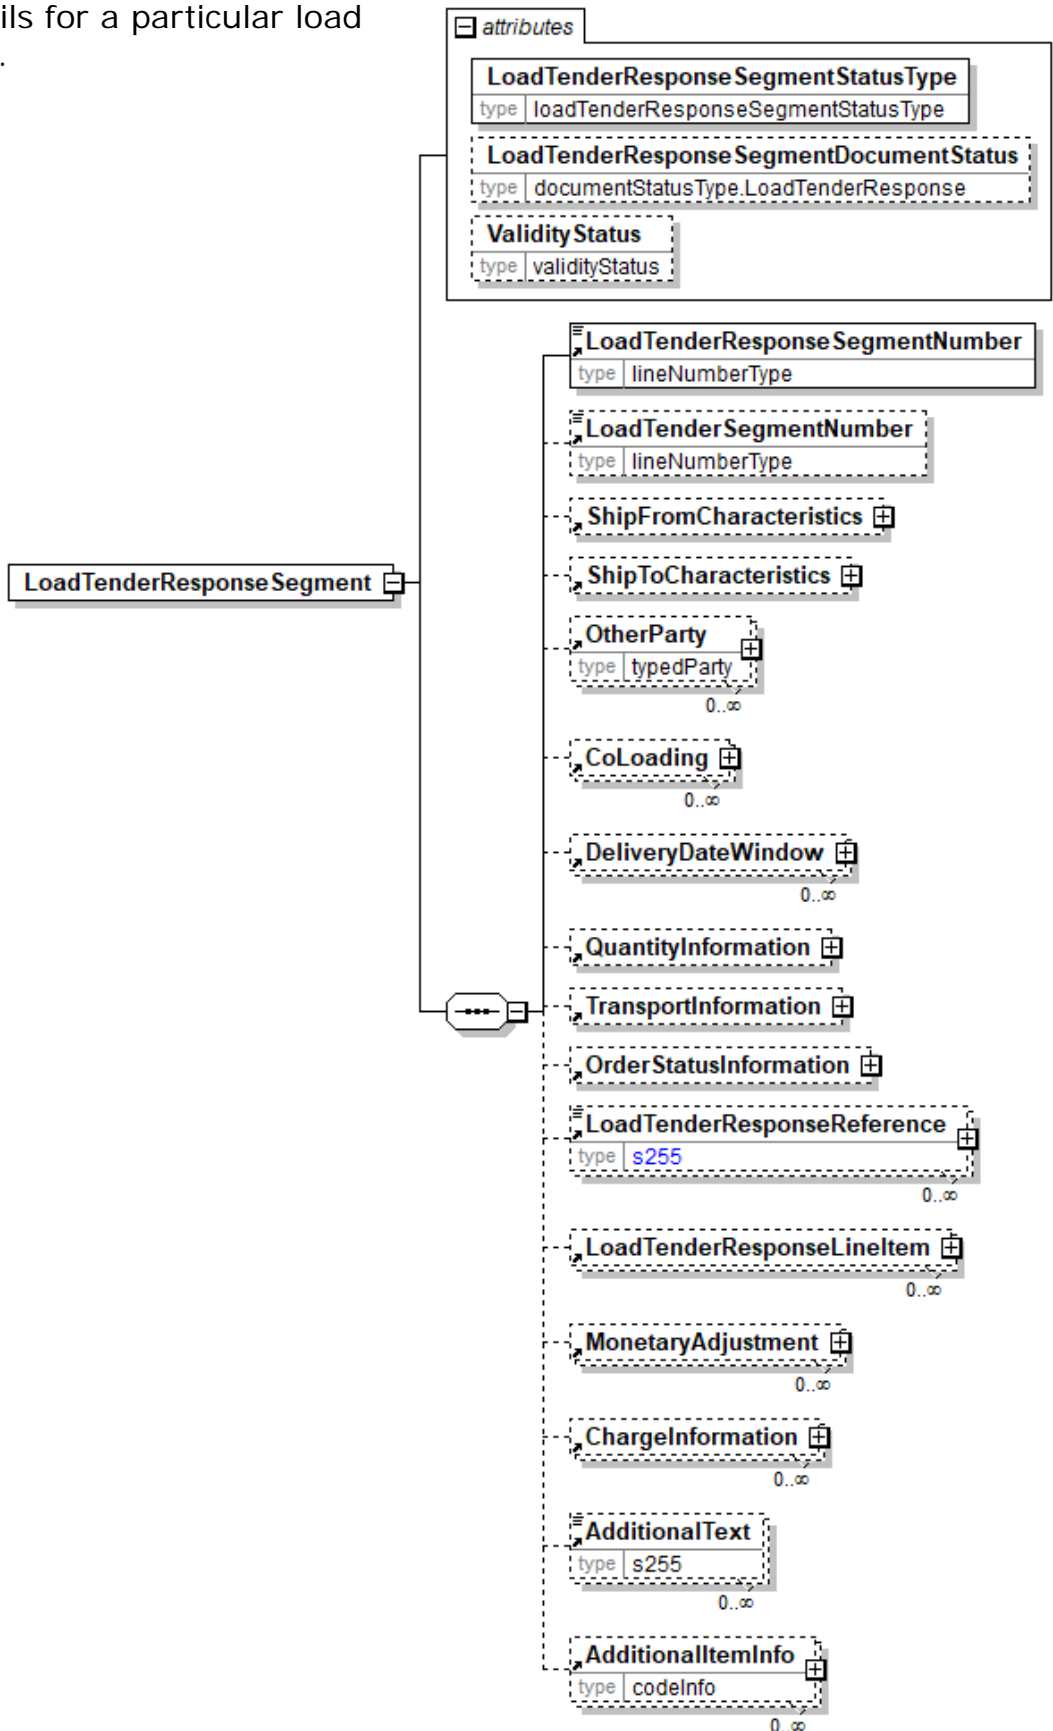 ils for a particular load
.
attributes
LoadTenderResponseSegmentStatusType
type loadTenderResponseSegmentStatusType
LoadTenderResponseSegmentDocumentStatus
type documentStatusType.LoadTenderResponse
ValidityStatus
type validityStatus
LoadTenderResponseSegmentNumber
type lineNumberType
LoadTenderSegmentNumber
type lineNumberType
ShipFromCharacteristics
ShipToCharacteristics
LoadTenderResponseSegment
OtherParty
type typedParty
0..∞
CoLoading
0..∞
DeliveryDateWindow
0..∞
QuantityInformation
TransportInformation
OrderStatusInformation
LoadTenderResponseReference
type s255
0..∞
LoadTenderResponseLineItem
0..∞
MonetaryAdjustment
0..∞
ChargeInformation
0..∞
AdditionalText
type s255
0..∞
AdditionalItemInfo
type codeInfo
0..∞